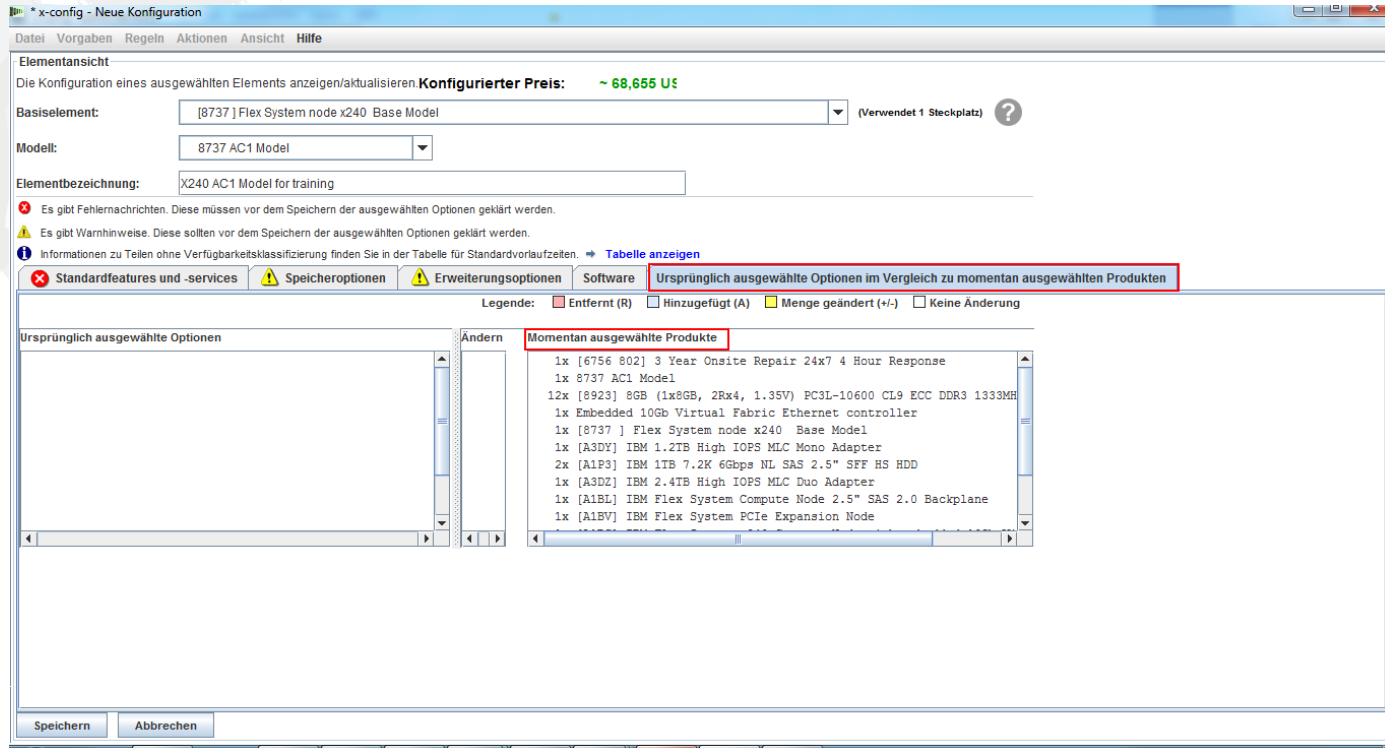 * x-config - Neue Konfiguration
Datei Vorgaben Regeln Aktionen Ansicht Hilfe
Elementansicht
Die Konfiguration eines ausgewählten Elements anzeigen/aktualisieren. Konfigurierter Preis: ~ 68,655 US
Basiselement: [8737 ] Flex System node x240 Base Model (Verwendet 1 Steckplatz) ?
Modell: 8737 AC1 Model
Elementbezeichnung: X240 AC1 Model for training
Es gibt Fehlernachrichten. Diese müssen vor dem Speichern der ausgewählten Optionen geklärt werden.
Es gibt Warnhinweise. Diese sollten vor dem Speichern der ausgewählten Optionen geklärt werden.
Informationen zu Teilen ohne Verfügbarkeitsklassifizierung finden Sie in der Tabelle für Standardvorlaufzeiten. Tabelle anzeigen
Standardfeatures und -services Speicheroptionen Erweiterungsoptionen Software Ursprünglich ausgewählte Optionen im Vergleich zu momentan ausgewählten Produkten
Legende: Entfernt (R) Hinzugefügt (A) Menge geändert (+/-) Keine Änderung
Ursprünglich ausgewählte Optionen Ändern Momentan ausgewählte Produkte
1x [6756 802] 3 Year Onsite Repair 24x7 4 Hour Response
1x 8737 AC1 Model
12x [8923] 8GB (1x8GB, 2Rx4, 1.35V) PC3L-10600 CL9 ECC DDR3 1333MH
1x Embedded 10Gb Virtual Fabric Ethernet controller
1x [8737 ] Flex System node x240 Base Model
1x [A3DY] IBM 1.2TB High IOPS MLC Mono Adapter
2x [A1P3] IBM 1TB 7.2K 6Gbps NL SAS 2.5" SFF HS HDD
1x [A3DZ] IBM 2.4TB High IOPS MLC Duo Adapter
1x [A1BL] IBM Flex System Compute Node 2.5" SAS 2.0 Backplane
1x [A1BV] IBM Flex System PCIe Expansion Node
Speichern Abbrechen